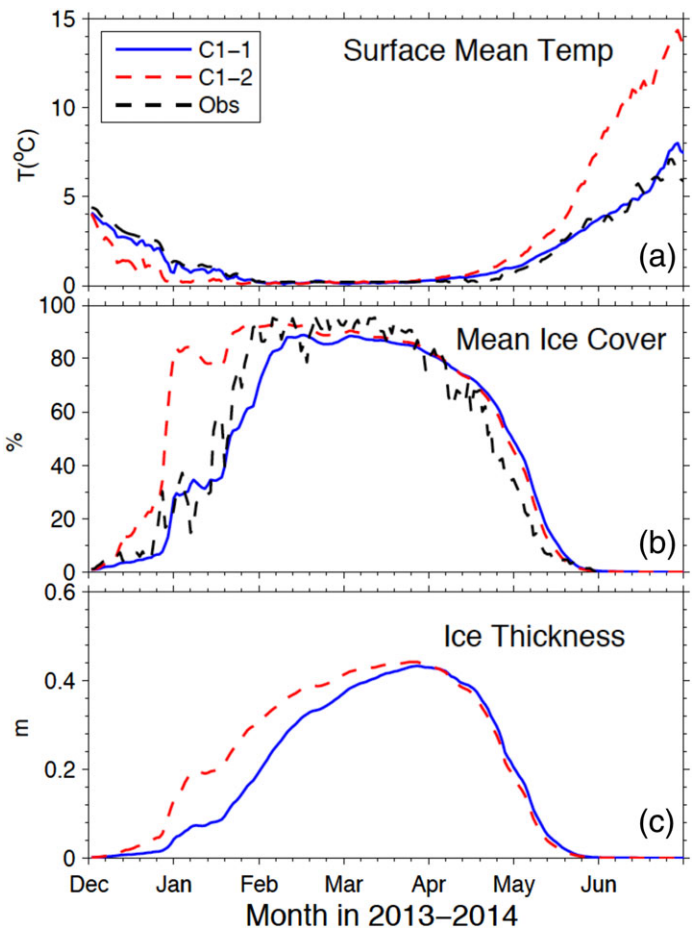 15
10
5
0
T(°C)
C1-1
C1-2
Obs
Surface Mean Temp
(a)
100
80
60
40
20
0
%
Mean Ice Cover
(b)
0.6
0.4
0.2
0
m
Ice Thickness
(c)
Dec Jan Feb Mar Apr May Jun
Month in 2013-2014